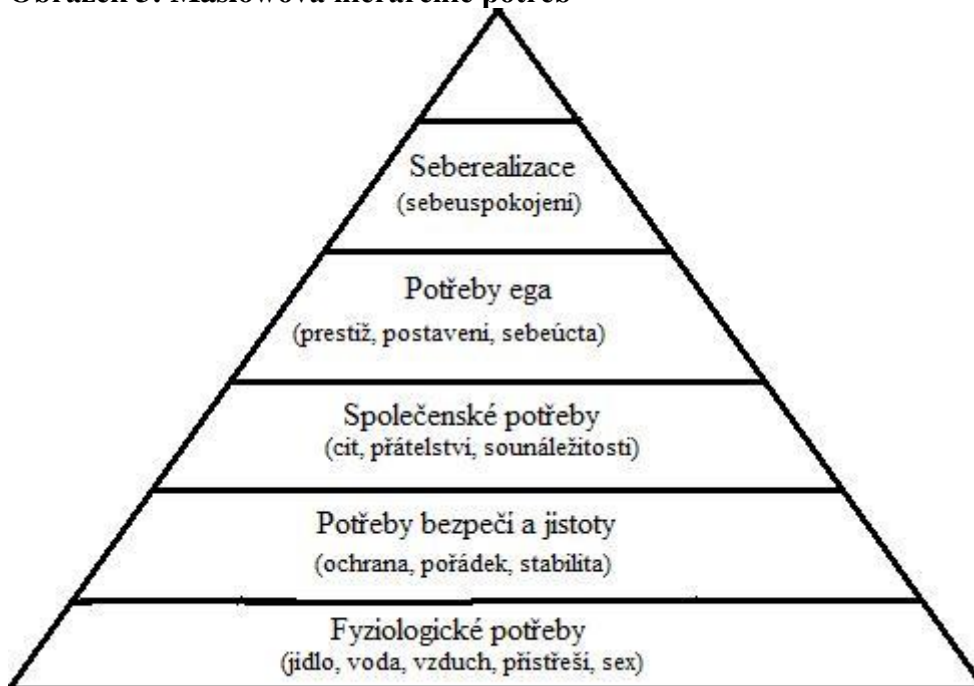 Obrázek 3: Maslowova hierarchie potřeb
Seberealizace
(sebeuspokojení)
Potřeby ega
(prestiž, postavení, sebeúcta)
Společenské potřeby
(cit, přátelství, sounáležitosti)
Potřeby bezpečí a jistoty
(ochrana, pořádek, stabilita)
Fyziologické potřeby
(jídlo, voda, vzduch, přístřeší, sex)